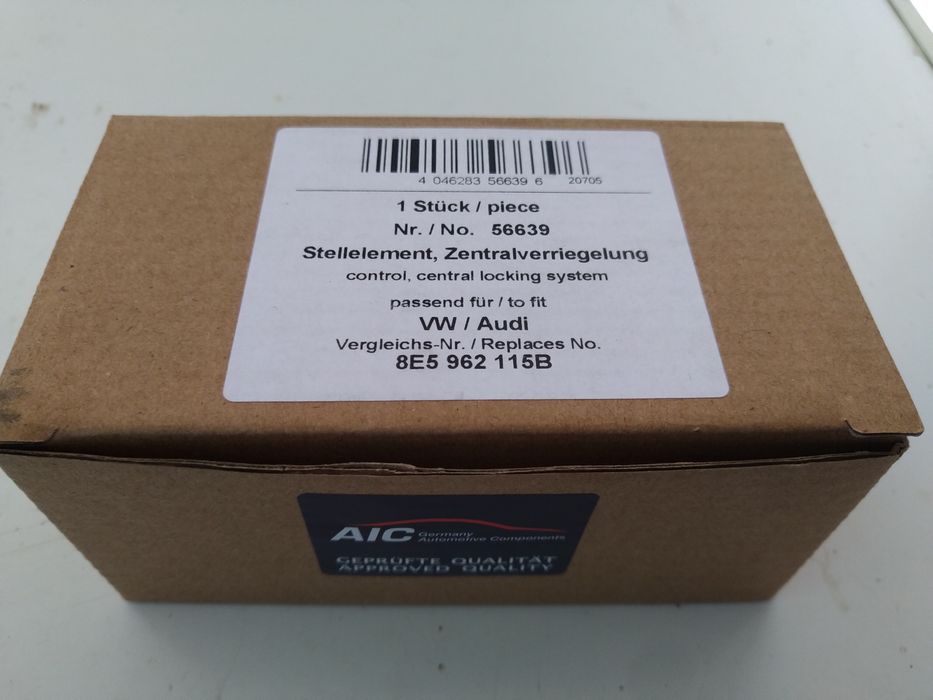 4 046283 56639 6 20705
1 Stück / piece
Nr. / No. 56639
Stellelement, Zentralverriegelung
control, central locking system
passend für / to fit
VW / Audi
Vergleichs-Nr. / Replaces No.
8E5 962 115B
AIC Germany
Automotive Components
GEPRÜFTE QUALITÄT
APPROVED QUALITY